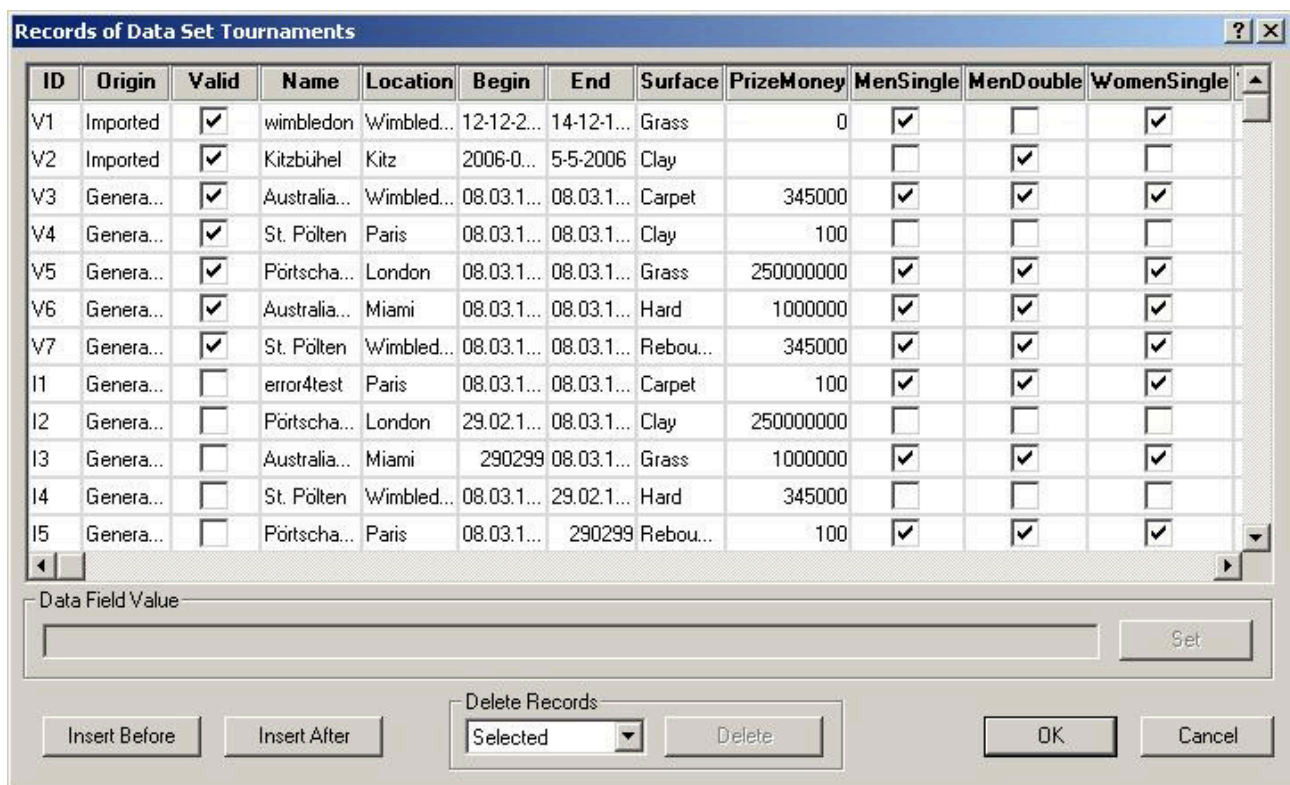 Records of Data Set Tournaments
ID Origin Valid Name Location Begin End Surface PrizeMoney MenSingle MenDouble WomenSingle
V1 Imported wimbledon Wimbled... 12-12-2... 14-12-1... Grass 0
V2 Imported Kitzbühel Kitz 2006-0... 5-5-2006 Clay
V3 Genera... Australia... Wimbled... 08.03.1... 08.03.1... Carpet 345000
V4 Genera... St. Pölten Paris 08.03.1... 08.03.1... Clay 100
V5 Genera... Pörtscha... London 08.03.1... 08.03.1... Grass 250000000
V6 Genera... Australia... Miami 08.03.1... 08.03.1... Hard 1000000
V7 Genera... St. Pölten Wimbled... 08.03.1... 08.03.1... Rebou... 345000
I1 Genera... error4test Paris 08.03.1... 08.03.1... Carpet 100
I2 Genera... Pörtscha... London 29.02.1... 08.03.1... Clay 250000000
I3 Genera... Australia... Miami 290299 08.03.1... Grass 1000000
I4 Genera... St. Pölten Wimbled... 08.03.1... 29.02.1... Hard 345000
I5 Genera... Pörtscha... Paris 08.03.1... 290299 Rebou... 100
Data Field Value
Set
Delete Records
Insert Before Insert After Selected Delete OK Cancel